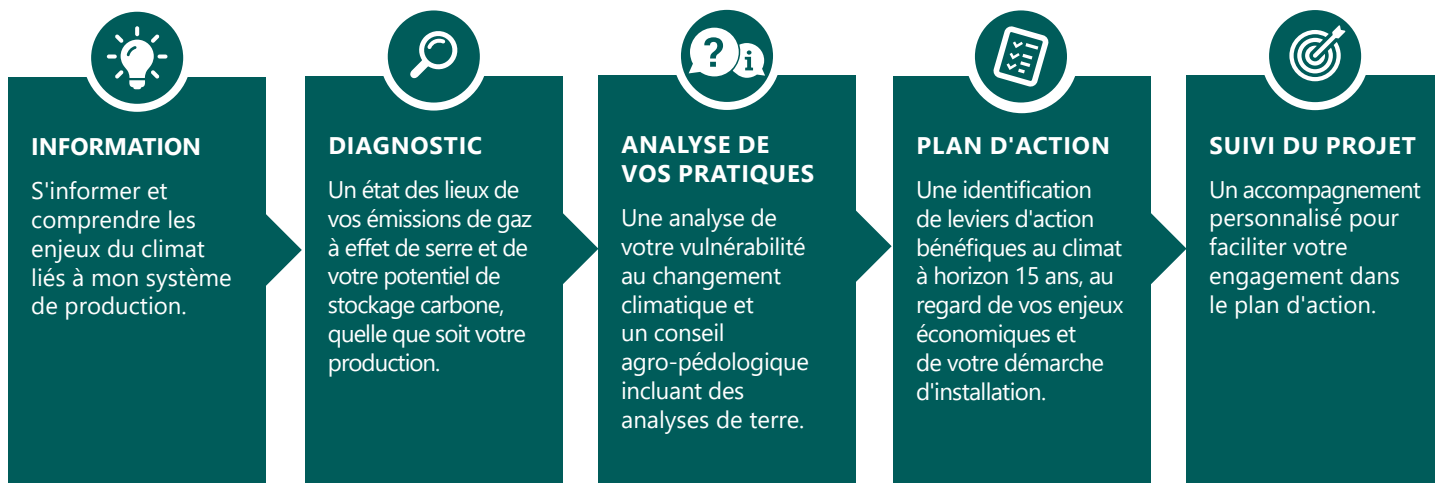 INFORMATION
S'informer et
comprendre les
enjeux du climat
liés à mon système
de production.
DIAGNOSTIC
Un état des lieux de
vos émissions de gaz
à effet de serre et de
votre potentiel de
stockage carbone,
quelle que soit votre
production.
?
i
ANALYSE DE
VOS PRATIQUES
Une analyse de
votre vulnérabilité
au changement
climatique et
un conseil
agro-pédologique
incluant des
analyses de terre.
PLAN D'ACTION
Une identification
de leviers d'action
bénéfiques au climat
à horizon 15 ans, au
regard de vos enjeux
économiques et
de votre démarche
d'installation.
SUIVI DU PROJET
Un accompagnement
personnalisé pour
faciliter votre
engagement dans
le plan d'action.